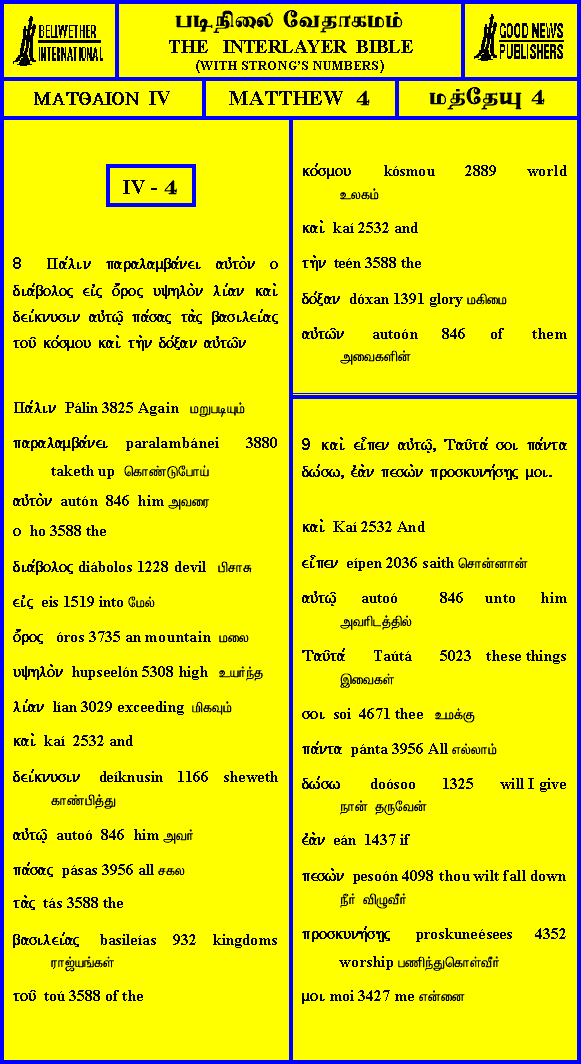 BELLWETHER
INTERNATIONAL
படிநிலை வேதாகமம்
THE INTERLAYER BIBLE
(WITH STRONG'S NUMBERS)
GOOD NEWS
PUBLISHERS
ΜΑΤΘΑΙΟΝ IV
MATTHEW 4
மத்தேயு 4
IV - 4
8 Πάλιν παραλαμβάνει αὐτὸν ο
διάβολος εἰς ὄρος υψηλὸν λίαν καὶ
δείκνυσιν αὐτῷ πάσας τὰς βασιλείας
τοῦ κόσμου καὶ τὴν δόξαν αὐτῶν
Πάλιν Pálin 3825 Again மறுபடியும்
παραλαμβάνει paralambánei 3880
taketh up கொண்டுபோய்
αὐτὸν autón 846 him அவரை
ο ho 3588 the
διάβολος diábolos 1228 devil பிசாசு
εἰς eis 1519 into மேல்
ὄρος óros 3735 an mountain மலை
υψηλὸν hupseelón 5308 high உயர்ந்த
λίαν lían 3029 exceeding மிகவும்
καὶ kaí 2532 and
δείκνυσιν deíknusin 1166 sheweth
காண்பித்து
αὐτῷ autoó 846 him அவர்
πάσας pásas 3956 all சகல
τὰς tás 3588 the
βασιλείας basileías 932 kingdoms
ராஜ்யங்கள்
τοῦ toú 3588 of the
κόσμου kósmou 2889 world
உலகம்
καὶ kaí 2532 and
τὴν teén 3588 the
δόξαν dóxan 1391 glory மகிமை
αὐτῶν autoón 846 of them
அவைகளின்
9 καὶ εἶπεν αὐτῷ, Ταῦτά σοι πάντα
δώσω, ἐὰν πεσὼν προσκυνήσῃς μοι.
καὶ Kaí 2532 And
εἶπεν eípen 2036 saith சொன்னான்
αὐτῷ autoó 846 unto him
அவரிடத்தில்
Ταῦτά Taútá 5023 these things
இவைகள்
σοι soi 4671 thee உமக்கு
πάντα pánta 3956 All எல்லாம்
δώσω doósoo 1325 will I give
நான் தருவேன்
ἐὰν eán 1437 if
πεσὼν pesoón 4098 thou wilt fall down
நீர் விழுவீர்
προσκυνήσῃς proskuneésees 4352
worship பணிந்துகொள்வீர்
μοι moi 3427 me என்னை